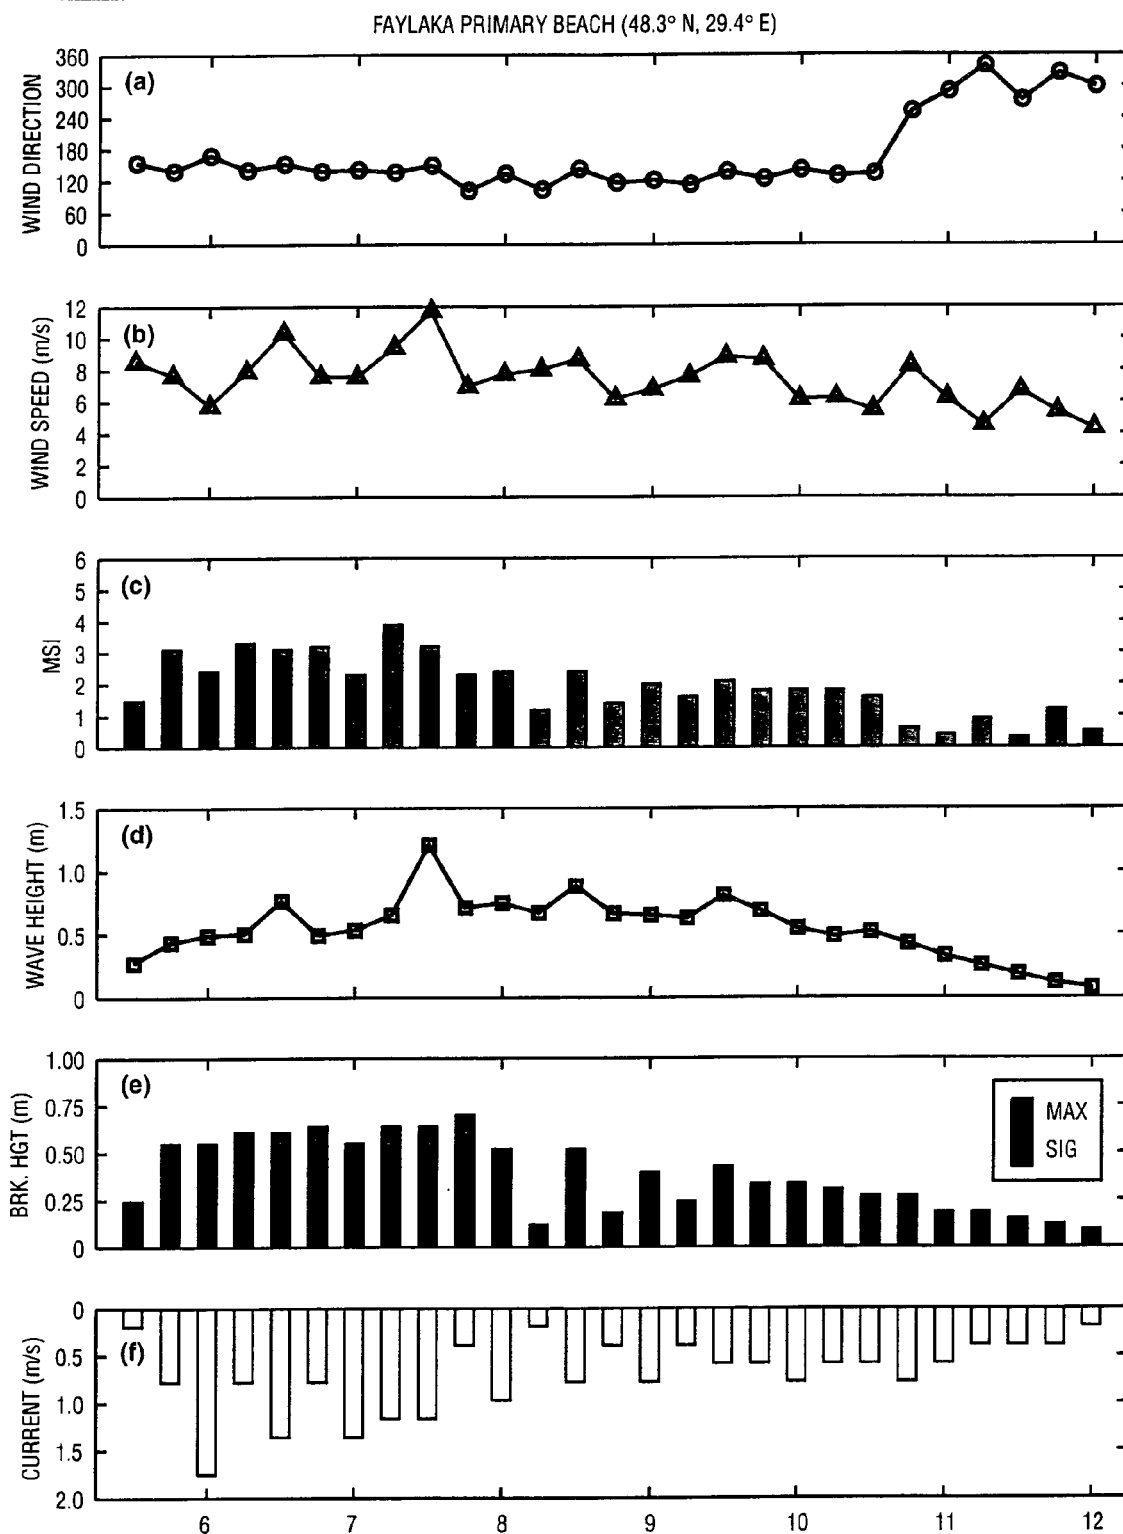 FAYLAKA PRIMARY BEACH (48.3° N, 29.4° E)
(a)
WIND DIRECTION
360
300
240
180
120
60
0
(b)
WIND SPEED (m/s)
12
10
8
6
4
2
0
(c)
MSI
6
5
4
3
2
1
0
(d)
WAVE HEIGHT (m)
1.5
1.0
0.5
0
(e)
BRK. HGT (m)
1.00
0.75
0.50
0.25
0
MAX
SIG
(f)
CURRENT (m/s)
0
0.5
1.0
1.5
2.0
6 7 8 9 10 11 12